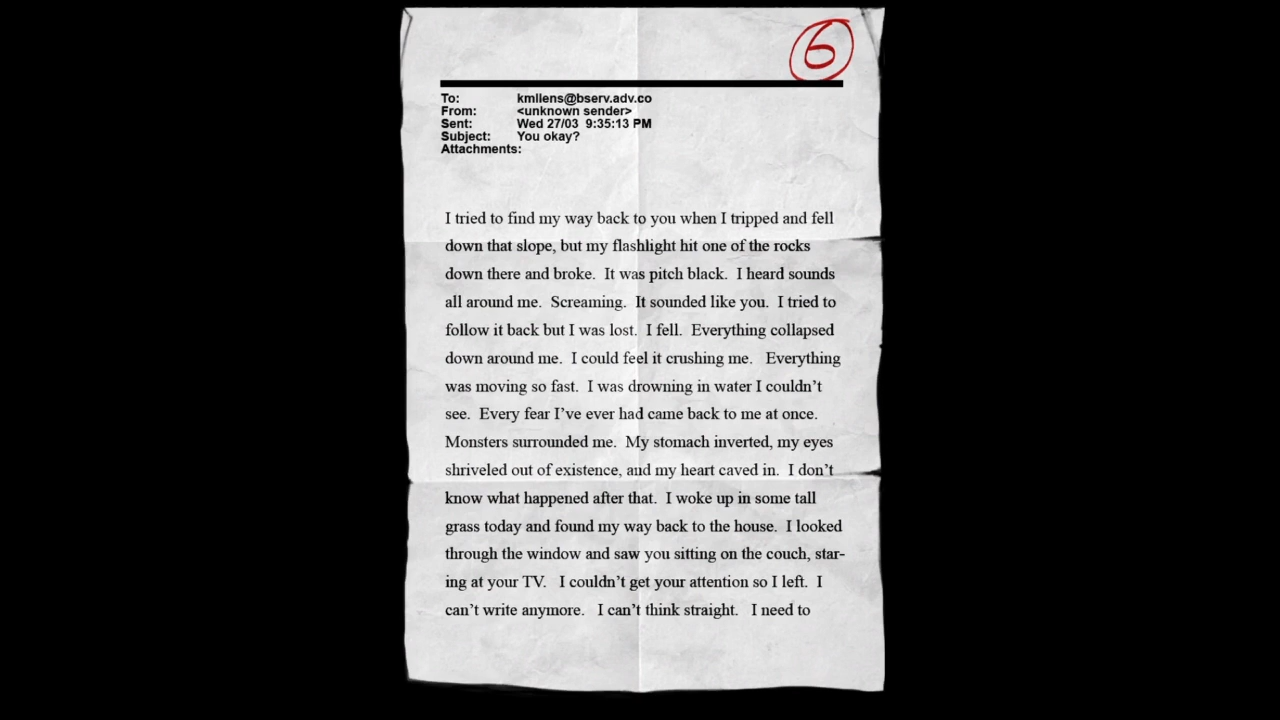 6
To: kmllens@bserv.adv.co
From: <unknown sender>
Sent: Wed 27/03 9:35:13 PM
Subject: You okay?
Attachments:
I tried to find my way back to you when I tripped and fell
down that slope, but my flashlight hit one of the rocks
down there and broke.  It was pitch black.  I heard sounds
all around me.  Screaming.  It sounded like you.  I tried to
follow it back but I was lost.  I fell.  Everything collapsed
down around me.  I could feel it crushing me.   Everything
was moving so fast.  I was drowning in water I couldn’t
see.  Every fear I’ve ever had came back to me at once.
Monsters surrounded me.  My stomach inverted, my eyes
shriveled out of existence, and my heart caved in.  I don’t
know what happened after that.  I woke up in some tall
grass today and found my way back to the house.  I looked
through the window and saw you sitting on the couch, star-
ing at your TV.   I couldn’t get your attention so I left.  I
can’t write anymore.   I can’t think straight.   I need to